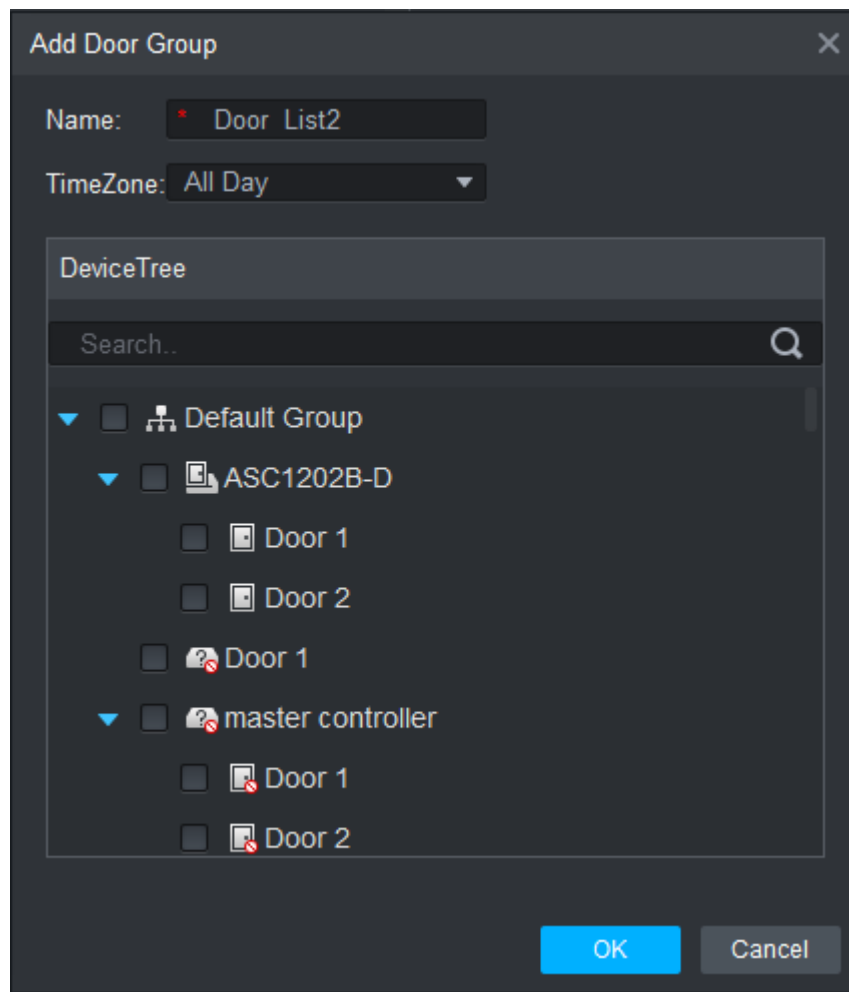 Add Door Group
Name: * Door List2
TimeZone: All Day
DeviceTree
Search..
Default Group
ASC1202B-D
Door 1
Door 2
Door 1
master controller
Door 1
Door 2
OK Cancel